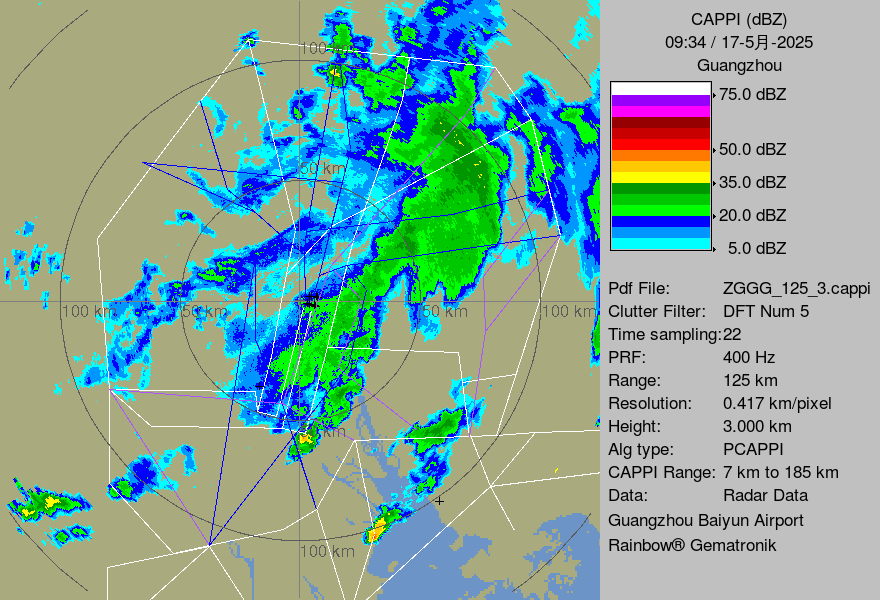 100 km
50 km
100 km
50 km
50 km
100 km
50 km
100 km
CAPPI (dBZ)
09:34 / 17-5月-2025
Guangzhou
75.0 dBZ
50.0 dBZ
35.0 dBZ
20.0 dBZ
5.0 dBZ
Pdf File: ZGGG_125_3.cappi
Clutter Filter: DFT Num 5
Time sampling:22
PRF: 400 Hz
Range: 125 km
Resolution: 0.417 km/pixel
Height: 3.000 km
Alg type: PCAPPI
CAPPI Range: 7 km to 185 km
Data: Radar Data
Guangzhou Baiyun Airport
Rainbow® Gematronik